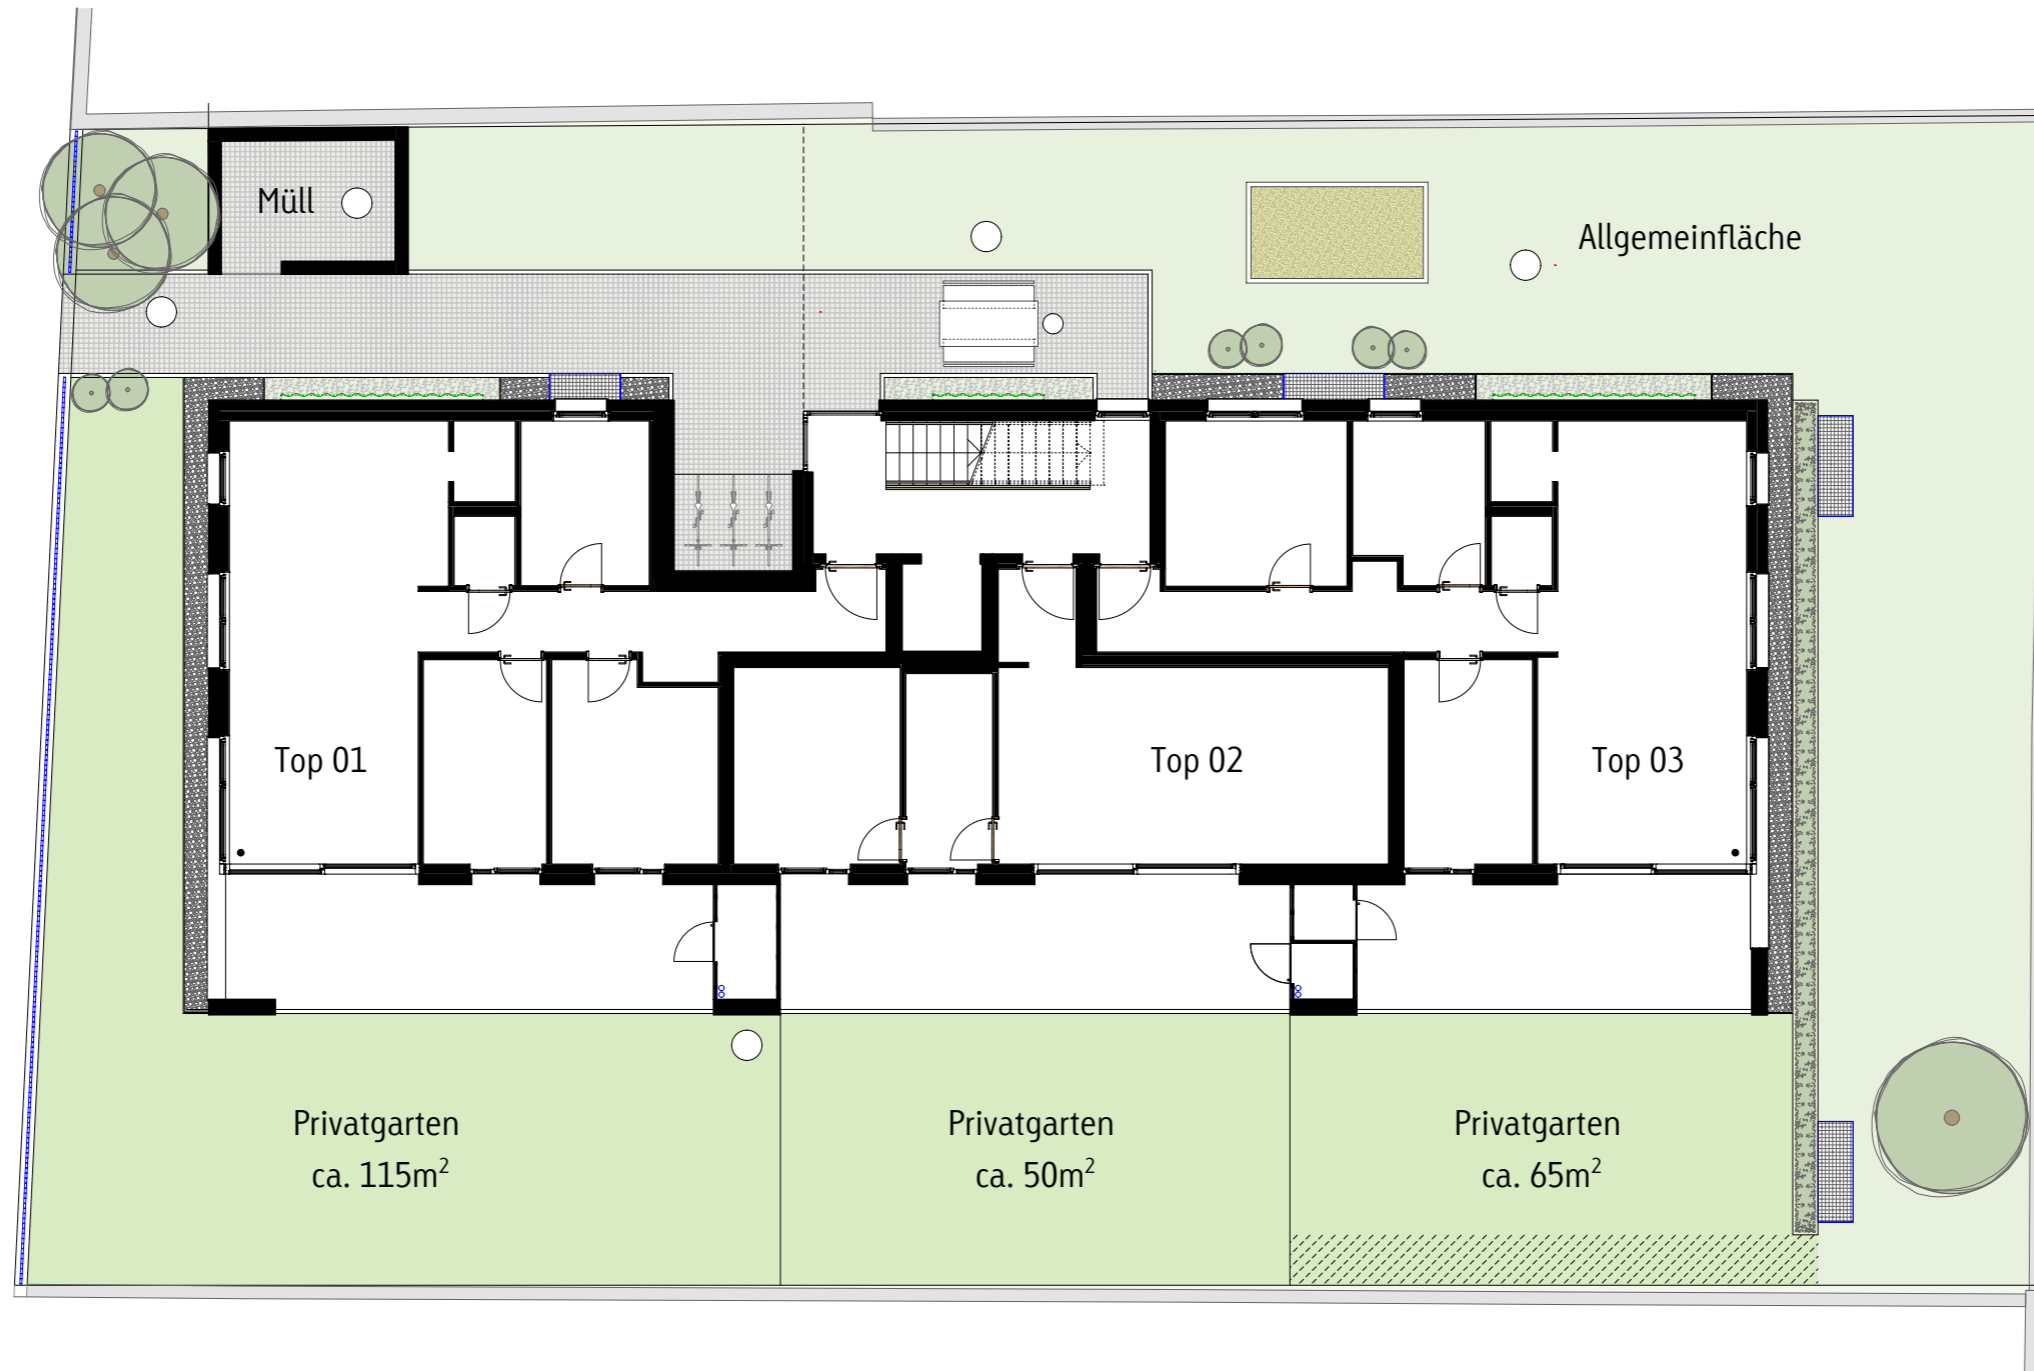 Müll
Allgemeinfläche
Top 01
Top 02
Top 03
Privatgarten
ca. 115m²
Privatgarten
ca. 50m²
Privatgarten
ca. 65m²